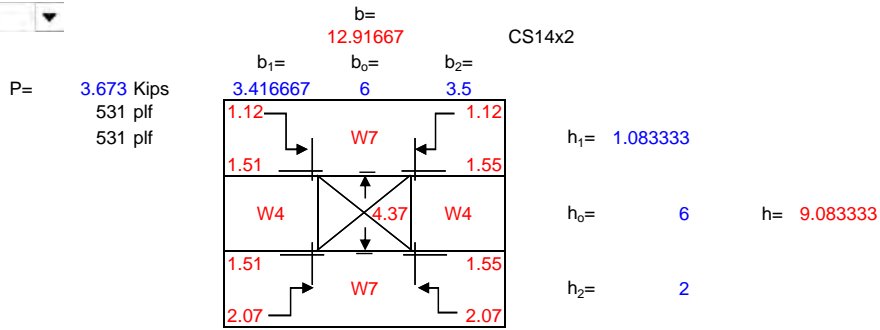 b=
12.91667 CS14x2
b₁= b₀= b₂=
P= 3.673 Kips 3.416667 6 3.5
531 plf 1.12 1.12
531 plf W7 h₁= 1.083333
1.51 1.55
W4 4.37 W4 h₀= 6 h= 9.083333
1.51 1.55
W7 h₂= 2
2.07 2.07